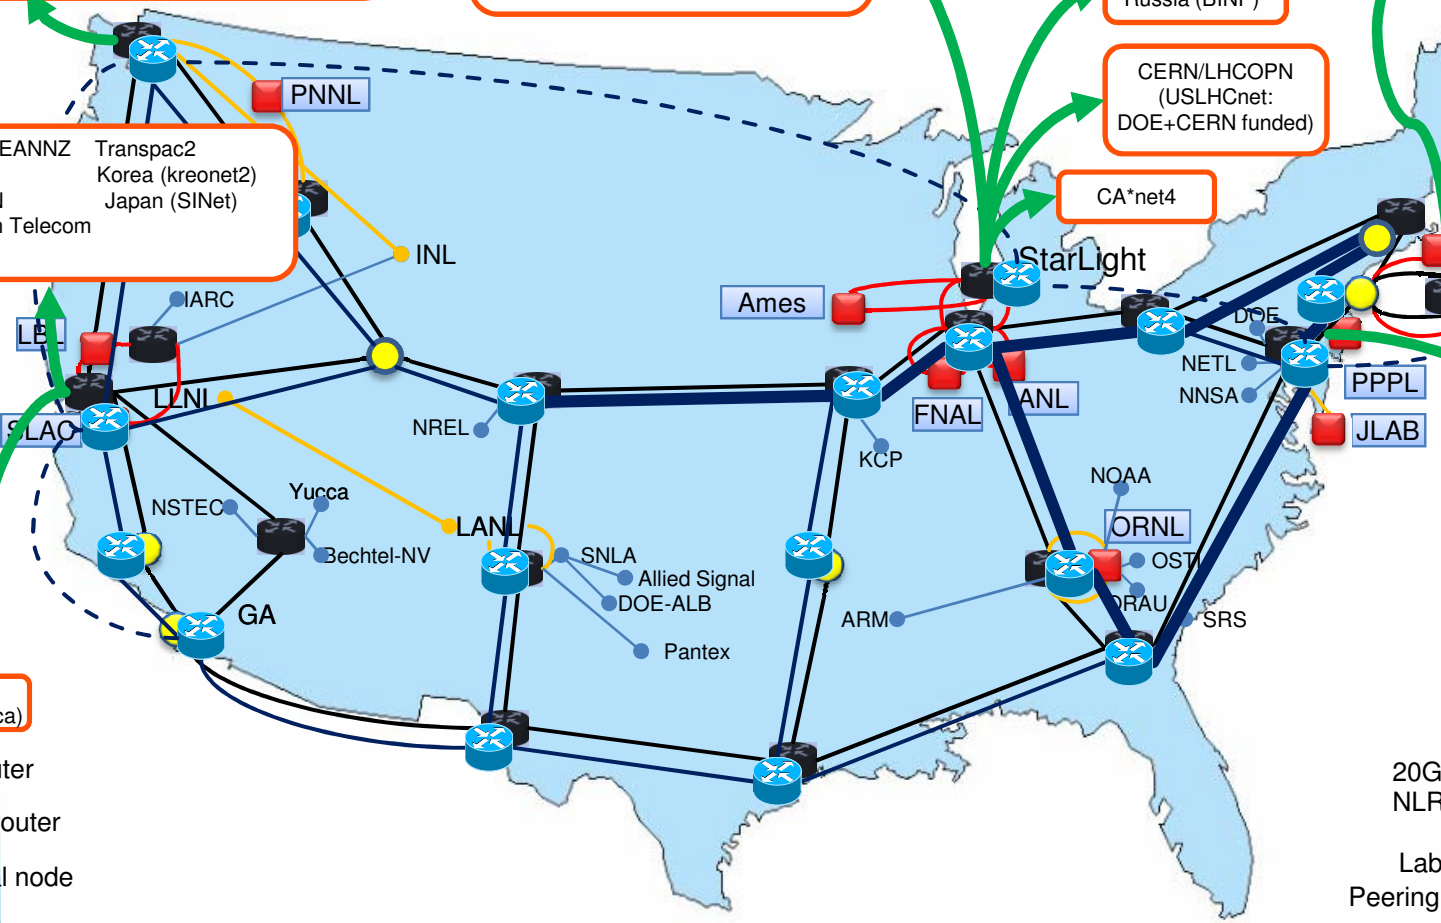 Russia (BINP)
CERN/LHCOPN
(USLHCnet:
DOE+CERN funded)
CA*net4
StarLight
PNNL
EANNZ Transpac2
Korea (kreonet2)
N Japan (SINet)
Telecom
INL
IARC
LBL
Ames
DOE
NETL
NNSA
PPPL
LLNL
SLAC
NREL
FNAL
ANL
JLAB
KCP
NOAA
Yucca
NSTEC
LANL
ORNL
Bechtel-NV
SNLA
OSTI
Allied Signal
DOE-ALB
ORAU
GA
ARM
SRS
Pantex
ca)
uter
outer
l node
20G
NLR
Lab
Peering